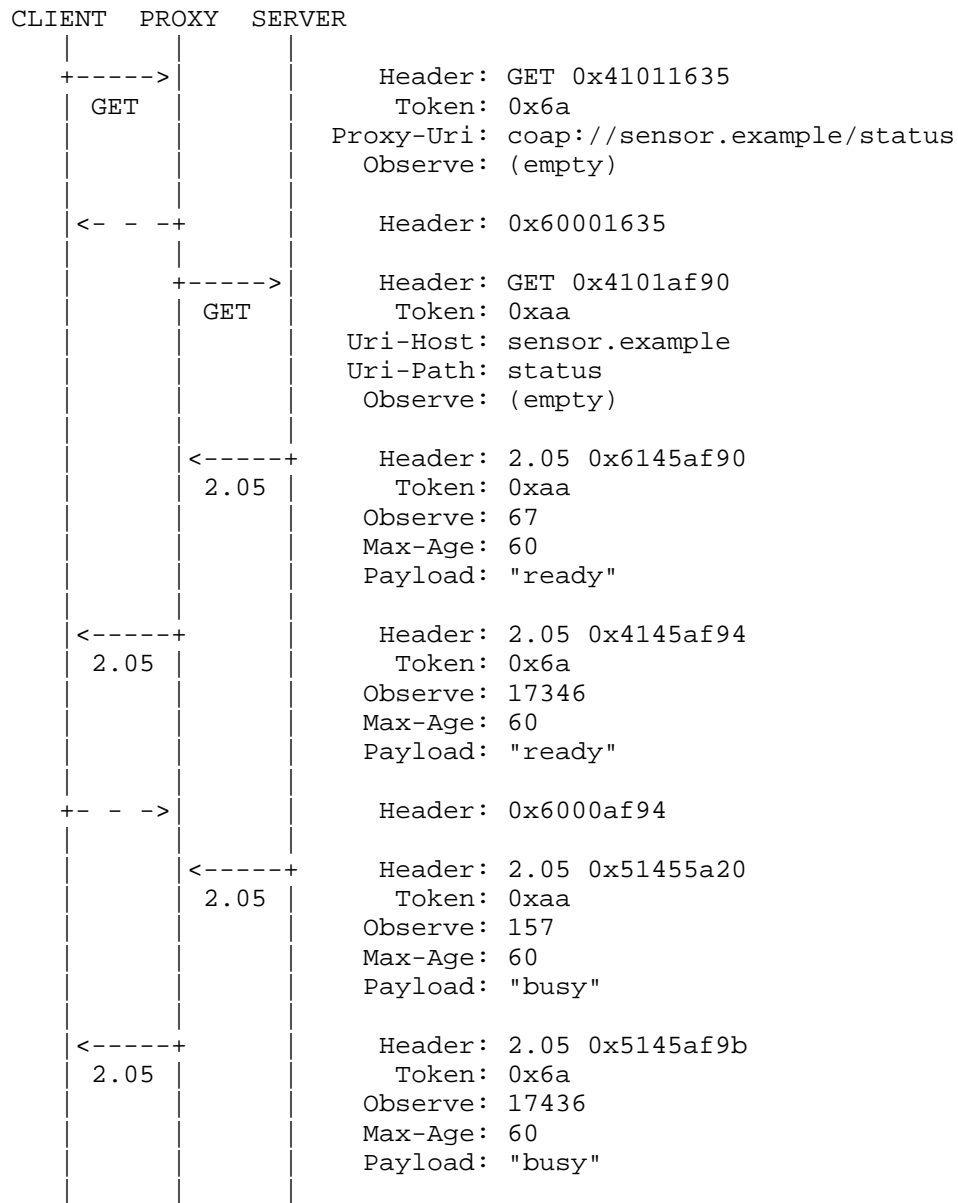 CLIENT PROXY SERVER
+-----> Header: GET 0x41011635
GET Token: 0x6a
Proxy-Uri: coap://sensor.example/status
Observe: (empty)
<- - -+ Header: 0x60001635
+-----> Header: GET 0x4101af90
GET Token: 0xaa
Uri-Host: sensor.example
Uri-Path: status
Observe: (empty)
<-----+ Header: 2.05 0x6145af90
2.05 Token: 0xaa
Observe: 67
Max-Age: 60
Payload: "ready"
<-----+ Header: 2.05 0x4145af94
2.05 Token: 0x6a
Observe: 17346
Max-Age: 60
Payload: "ready"
+- - -> Header: 0x6000af94
<-----+ Header: 2.05 0x51455a20
2.05 Token: 0xaa
Observe: 157
Max-Age: 60
Payload: "busy"
<-----+ Header: 2.05 0x5145af9b
2.05 Token: 0x6a
Observe: 17436
Max-Age: 60
Payload: "busy"